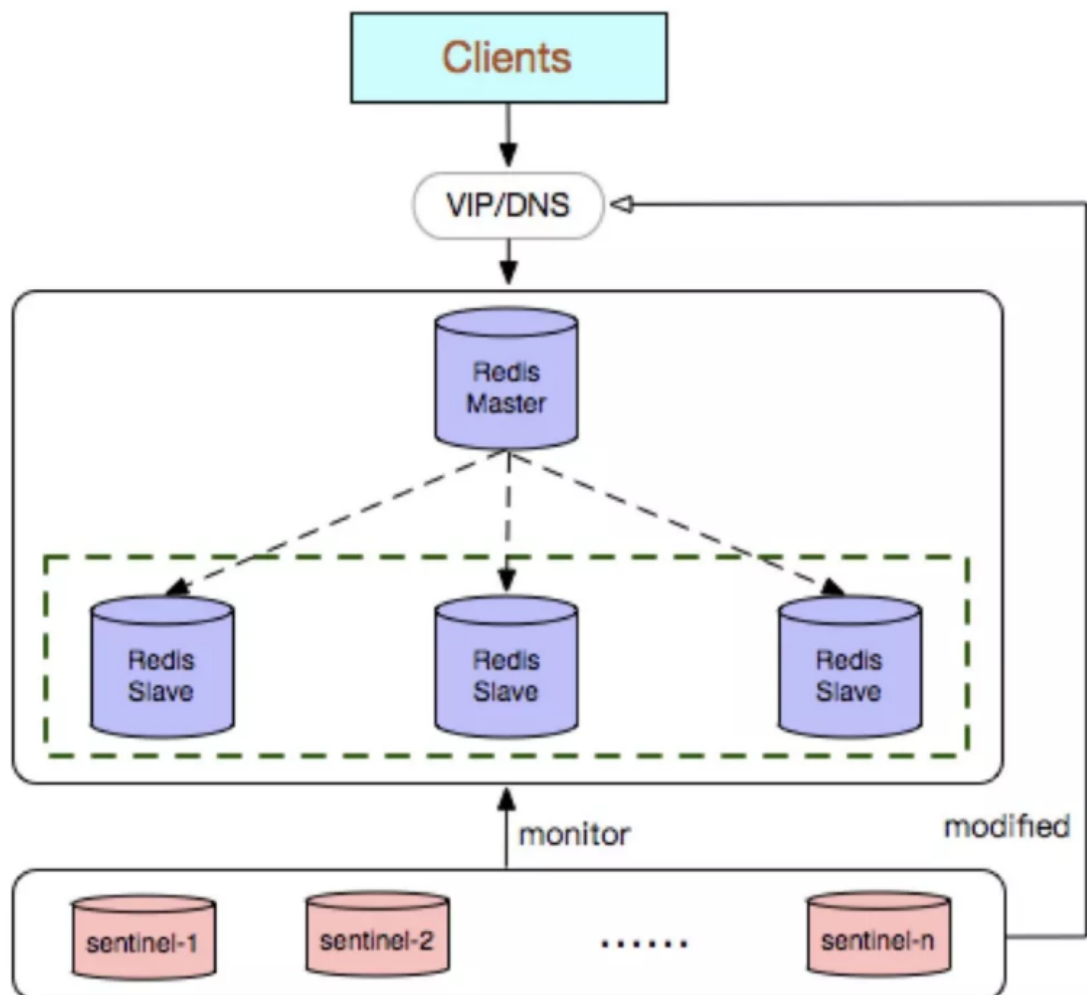 Clients
VIP/DNS
Redis
Master
Redis
Slave
Redis
Slave
Redis
Slave
monitor
modified
sentinel-1
sentinel-2
......
sentinel-n